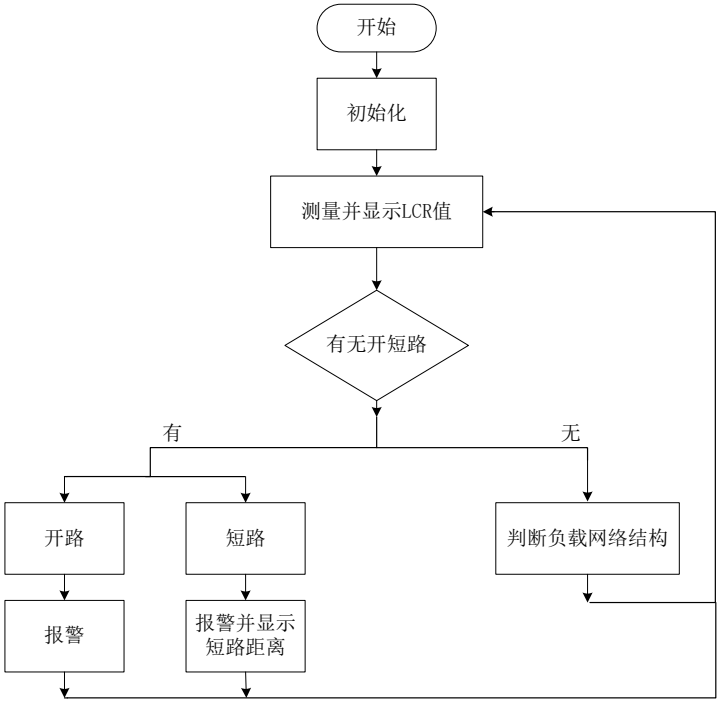 开始
初始化
测量并显示LCR值
有无开短路
有
无
开路
短路
判断负载网络结构
报警
报警并显示
短路距离